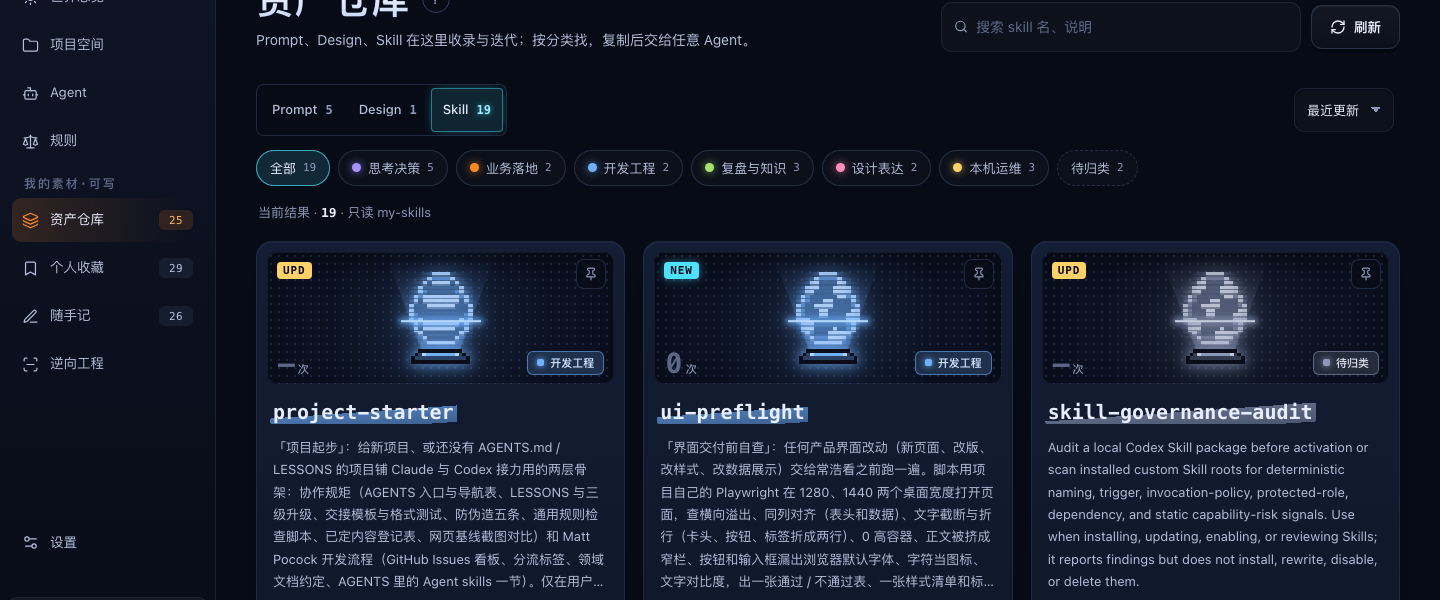 项目空间
Agent
规则
我的素材·可写
资产仓库 25
个人收藏 29
随手记 26
逆向工程
设置
资产仓库 ?
Prompt、Design、Skill 在这里收录与迭代；按分类找，复制后交给任意 Agent。
搜索 skill 名、说明
刷新
Prompt 5 Design 1 Skill 19
最近更新
全部 19 思考决策 5 业务落地 2 开发工程 2 复盘与知识 3 设计表达 2 本机运维 3 待归类 2
当前结果 · 19 · 只读 my-skills
UPD
一次
开发工程
project-starter
「项目起步」：给新项目、或还没有 AGENTS.md /
LESSONS 的项目铺 Claude 与 Codex 接力用的两层骨
架：协作规矩（AGENTS 入口与导航表、LESSONS 与三
级升级、交接模板与格式测试、防伪造五条、通用规则检
查脚本、已定内容登记表、网页基线截图对比）和 Matt
Pocock 开发流程（GitHub Issues 看板、分流标签、领域
文档约定、AGENTS 里的 Agent skills 一节）。仅在用户…
NEW
0 次
开发工程
ui-preflight
「界面交付前自查」：任何产品界面改动（新页面、改版、
改样式、改数据展示）交给常浩看之前跑一遍。脚本用项
目自己的 Playwright 在 1280、1440 两个桌面宽度打开页
面，查横向溢出、同列对齐（表头和数据）、文字截断与折
行（卡头、按钮、标签折成两行）、0 高容器、正文被挤成
窄栏、按钮和输入框漏出浏览器默认字体、字符当图标、
文字对比度，出一张通过 / 不通过表、一张样式清单和标…
UPD
一次
待归类
skill-governance-audit
Audit a local Codex Skill package before activation or
scan installed custom Skill roots for deterministic
naming, trigger, invocation-policy, protected-role,
dependency, and static capability-risk signals. Use
when installing, updating, enabling, or reviewing Skills;
it reports findings but does not install, rewrite, disable,
or delete them.